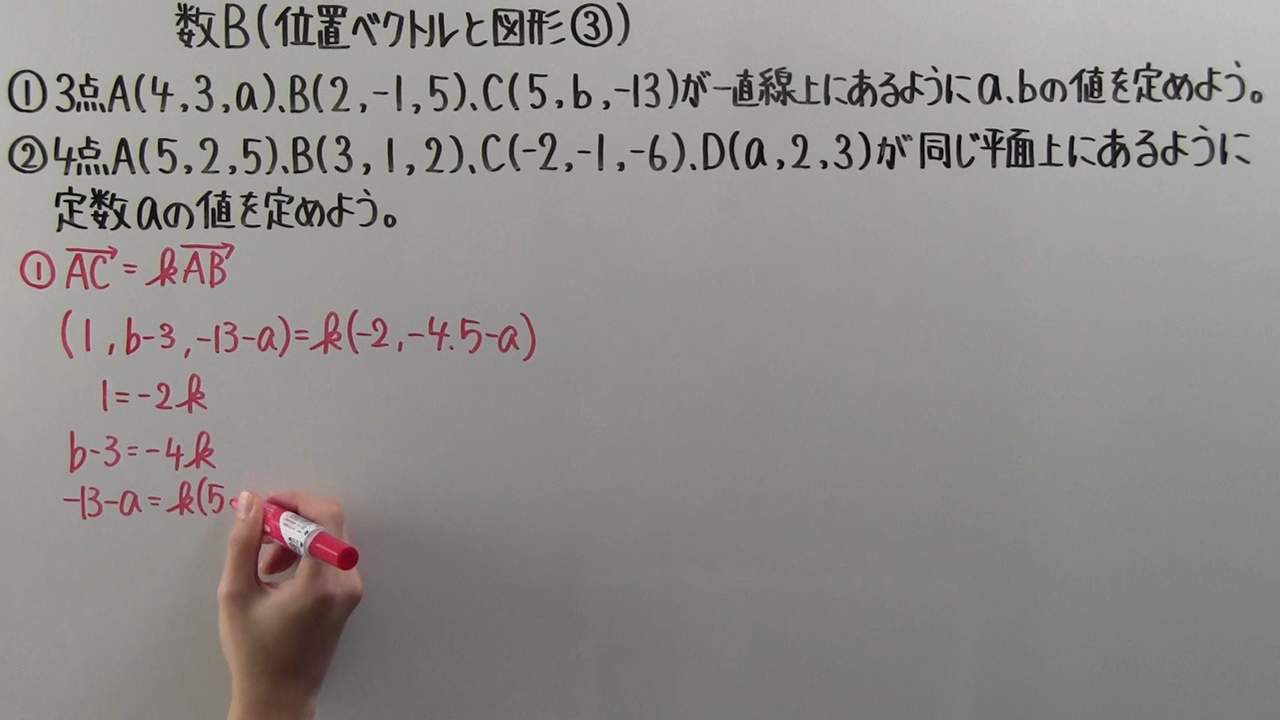 数B(位置ベクトルと図形③)
①3点A(4,3,a)、B(2,-1,5)、C(5,b,-13)が一直線上にあるようにa、bの値を定めよう。
②4点A(5,2,5)、B(3,1,2)、C(-2,-1,-6)、D(a,2,3)が同じ平面上にあるように
定数aの値を定めよう。
①AC→=kAB→
(1,b-3,-13-a)=k(-2,-4.5-a)
1=-2k
b-3=-4k
-13-a=k(5-